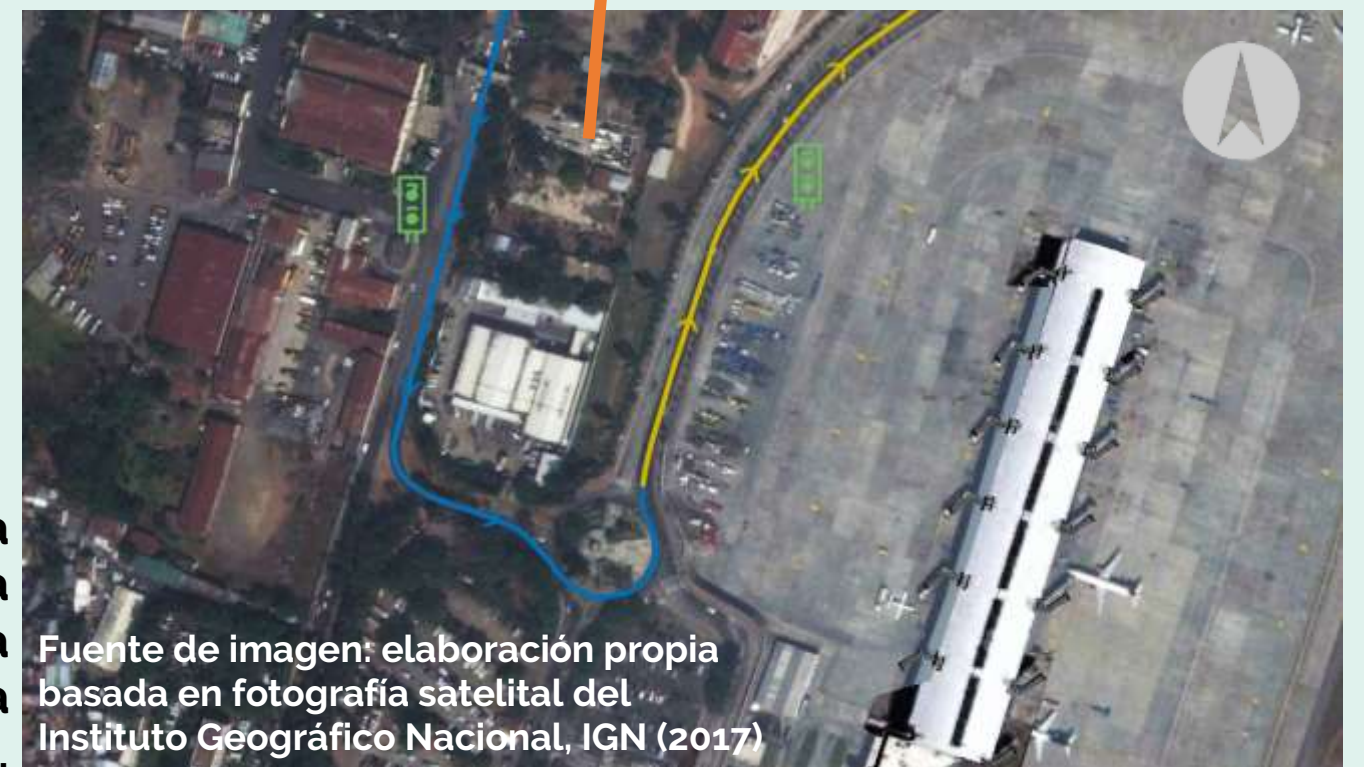 a
a
a
a
Fuente de imagen: elaboración propia
basada en fotografía satelital del
Instituto Geográfico Nacional, IGN (2017)